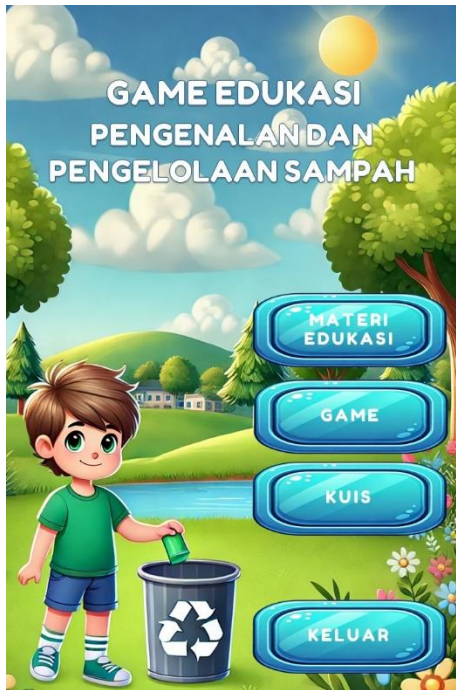 GAME EDUKASI
PENGENALAN DAN
PENGELOLAAN SAMPAH
MATERI
EDUKASI
GAME
KUIS
KELUAR